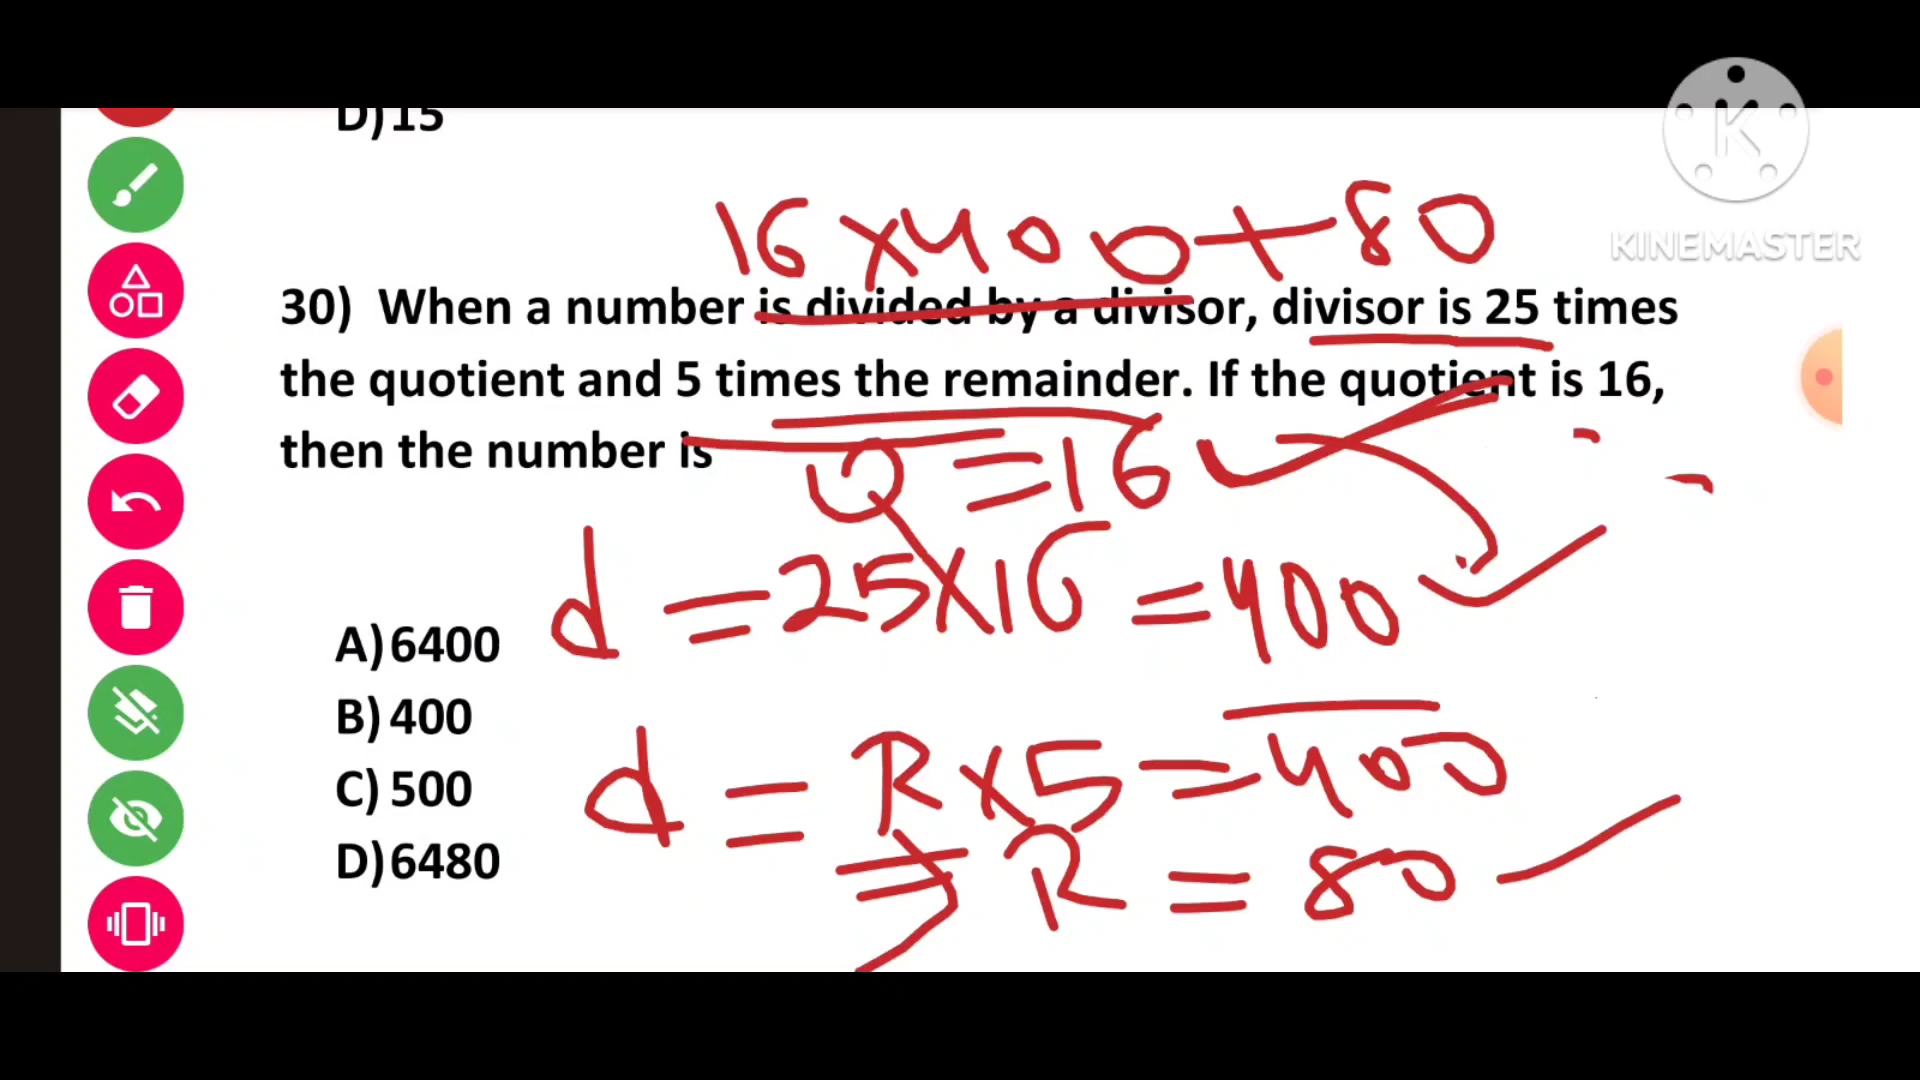 D) 15
KINEMASTER
16 × 400 + 80
30) When a number is divided by a divisor, divisor is 25 times
the quotient and 5 times the remainder. If the quotient is 16,
then the number is
Q = 16
d = 25 × 16 = 400
A) 6400
B) 400
d = R × 5 = 400
C) 500
⇒ R = 80
D) 6480